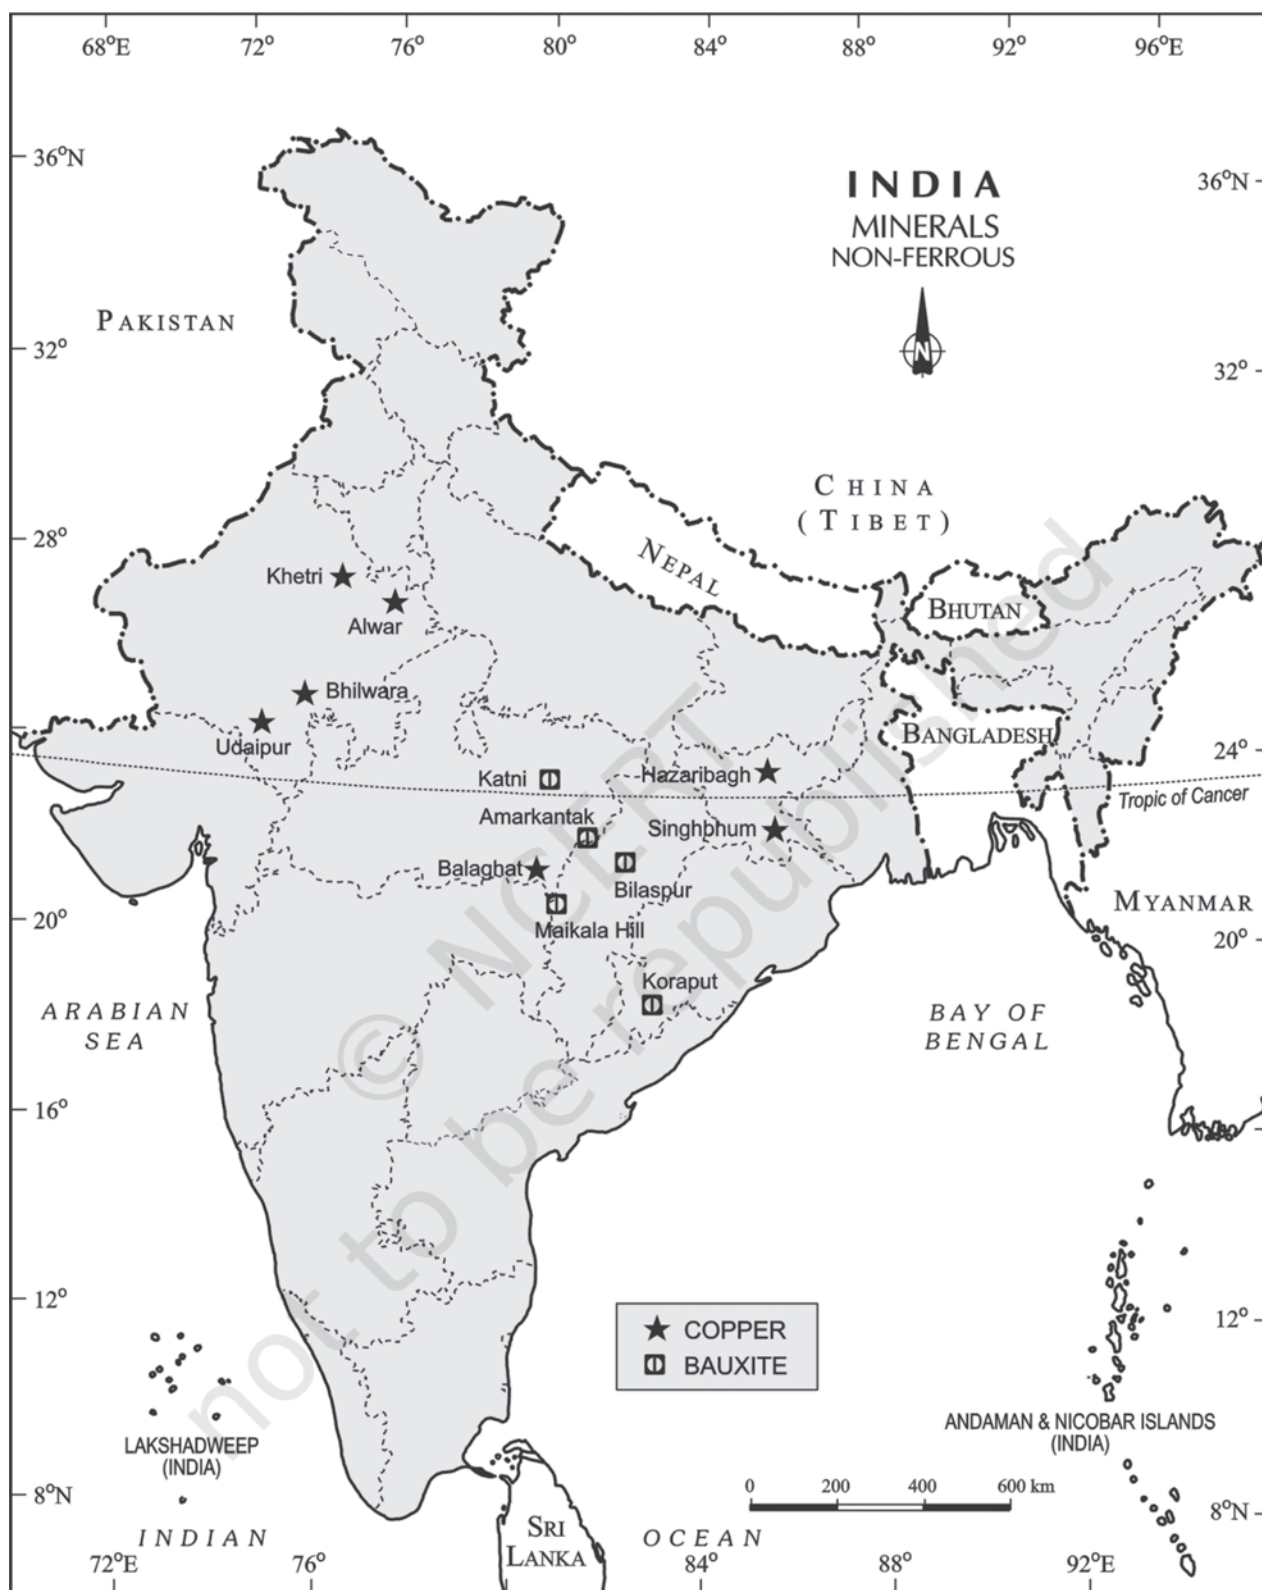 68°E 72° 76° 80° 84° 88° 92° 96°E
36°N
36°N
INDIA
MINERALS
NON-FERROUS
N
PAKISTAN
32°
32°
CHINA
(TIBET)
28°
NEPAL
Khetri
Alwar
BHUTAN
Bhilwara
Udaipur
BANGLADESH
24°
Katni
Hazaribagh
Tropic of Cancer
Amarkantak
Singhbhum
Balaghat
Bilaspur
MYANMAR
20°
20°
Maikala Hill
Koraput
ARABIAN
SEA
BAY OF
BENGAL
16°
12°
12°
COPPER
BAUXITE
LAKSHADWEEP
(INDIA)
ANDAMAN & NICOBAR ISLANDS
(INDIA)
8°N
8°N
0 200 400 600 km
SRI
LANKA
INDIAN OCEAN
72°E 76° 84° 88° 92°E
© NCERT
not to be republished